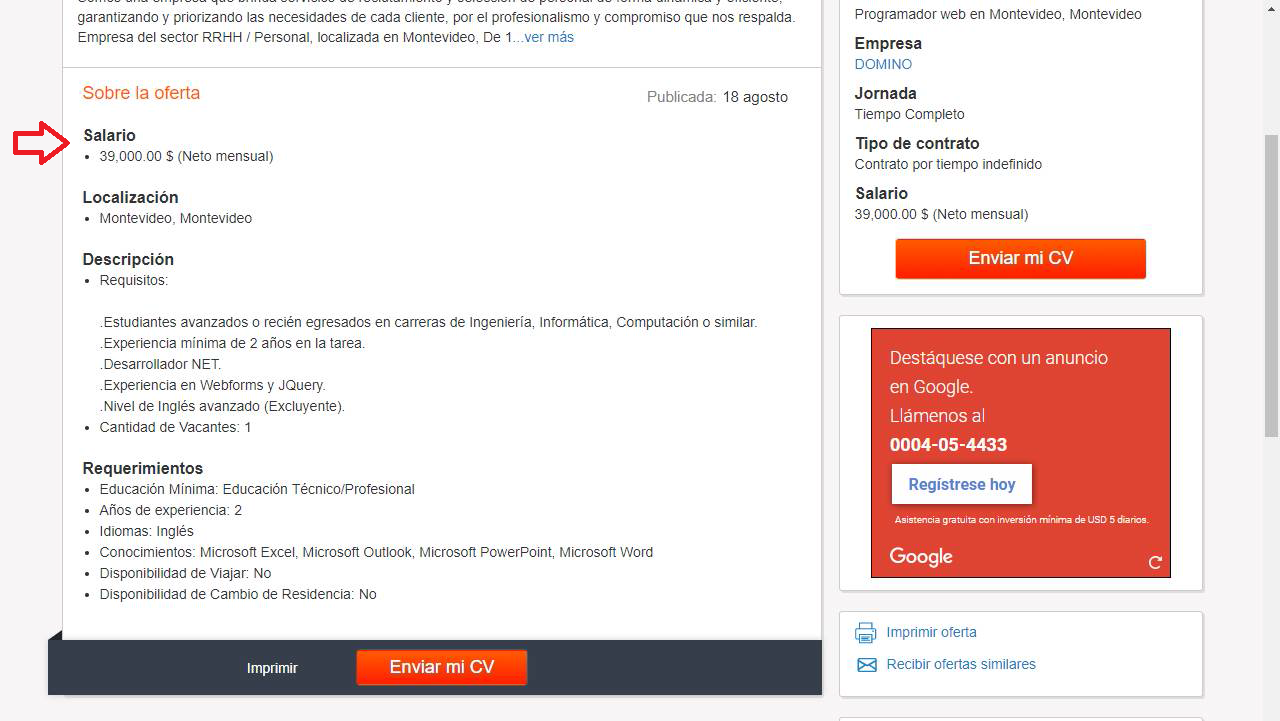 garantizando y priorizando las necesidades de cada cliente, por el profesionalismo y compromiso que nos respalda.
Empresa del sector RRHH / Personal, localizada en Montevideo, De 1...ver más
Sobre la oferta
Publicada: 18 agosto
Salario
• 39,000.00 $ (Neto mensual)
Localización
• Montevideo, Montevideo
Descripción
• Requisitos:
.Estudiantes avanzados o recién egresados en carreras de Ingeniería, Informática, Computación o similar.
.Experiencia mínima de 2 años en la tarea.
.Desarrollador NET.
.Experiencia en Webforms y JQuery.
.Nivel de Inglés avanzado (Excluyente).
• Cantidad de Vacantes: 1
Requerimientos
• Educación Mínima: Educación Técnico/Profesional
• Años de experiencia: 2
• Idiomas: Inglés
• Conocimientos: Microsoft Excel, Microsoft Outlook, Microsoft PowerPoint, Microsoft Word
• Disponibilidad de Viajar: No
• Disponibilidad de Cambio de Residencia: No
Imprimir
Enviar mi CV
Programador web en Montevideo, Montevideo
Empresa
DOMINO
Jornada
Tiempo Completo
Tipo de contrato
Contrato por tiempo indefinido
Salario
39,000.00 $ (Neto mensual)
Enviar mi CV
Destáquese con un anuncio
en Google.
Llámenos al
0004-05-4433
Regístrese hoy
Asistencia gratuita con inversión mínima de USD 5 diarios.
Google
Imprimir oferta
Recibir ofertas similares